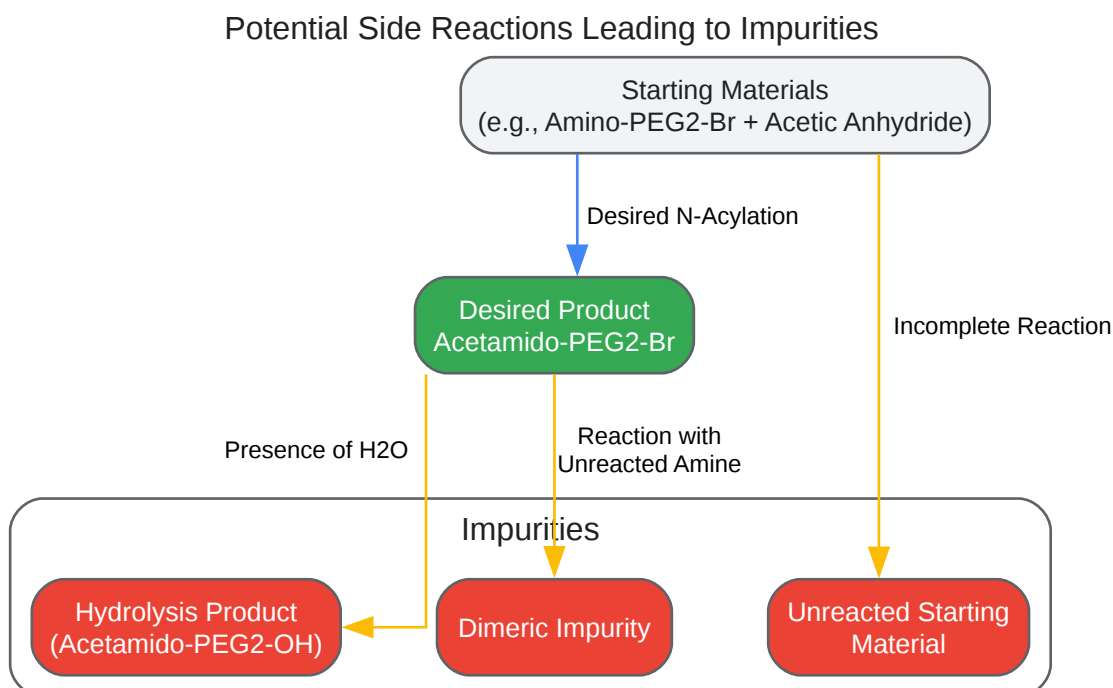 Potential Side Reactions Leading to Impurities
Starting Materials
(e.g., Amino-PEG2-Br + Acetic Anhydride)
Desired N-Acylation
Desired Product
Acetamido-PEG2-Br
Incomplete Reaction
Presence of H2O
Reaction with
Unreacted Amine
Impurities
Hydrolysis Product
(Acetamido-PEG2-OH)
Dimeric Impurity
Unreacted Starting
Material